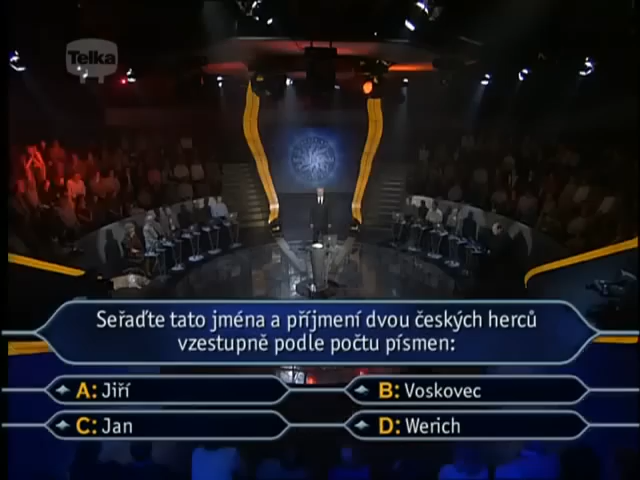 Telka
Seřaďte tato jména a příjmení dvou českých herců
vzestupně podle počtu písmen:
A: Jiří
B: Voskovec
C: Jan
D: Werich